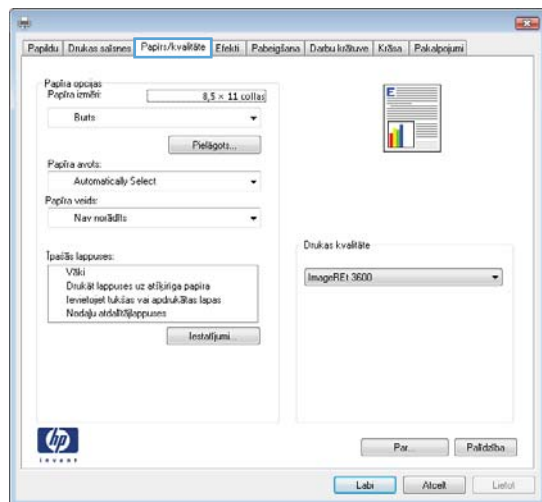 Papildu Drukas saīsnes Papīrs/kvalitāte Efekti Pabeigšana Darbu krātuve Krāsa Pakalpojumi
Papīra opcijas
Papīra izmēri: 8,5 × 11 collas
Burts
Pielāgots...
Papīra avots:
Automatically Select
Papīra veids:
Nav norādīts
Īpašās lappuses:
Vāki
Drukāt lappuses uz atšķirīga papīra
Ievietojiet tukšas vai apdrukātas lapas
Nodaļu atdalītājlappuses
Iestatījumi...
E
Drukas kvalitāte
ImageREt 3600
hp
invent
Par... Palīdzība
Labi Atcelt Lietot